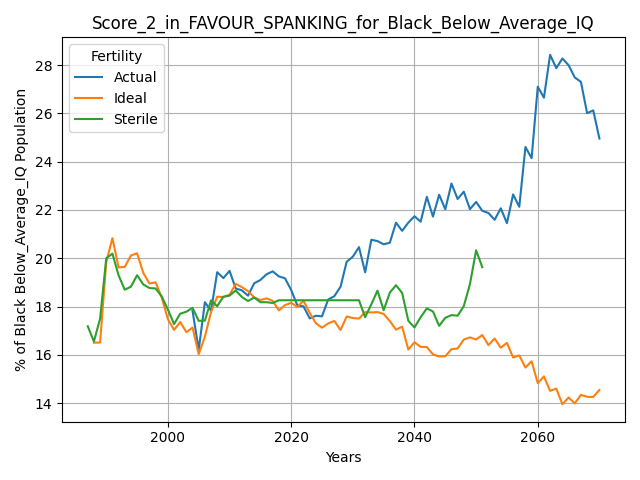 Score_2_in_FAVOUR_SPANKING_for_Black_Below_Average_IQ
Fertility
Actual
Ideal
Sterile
% of Black Below_Average_IQ Population
28
26
24
22
20
18
16
14
2000 2020 2040 2060
Years